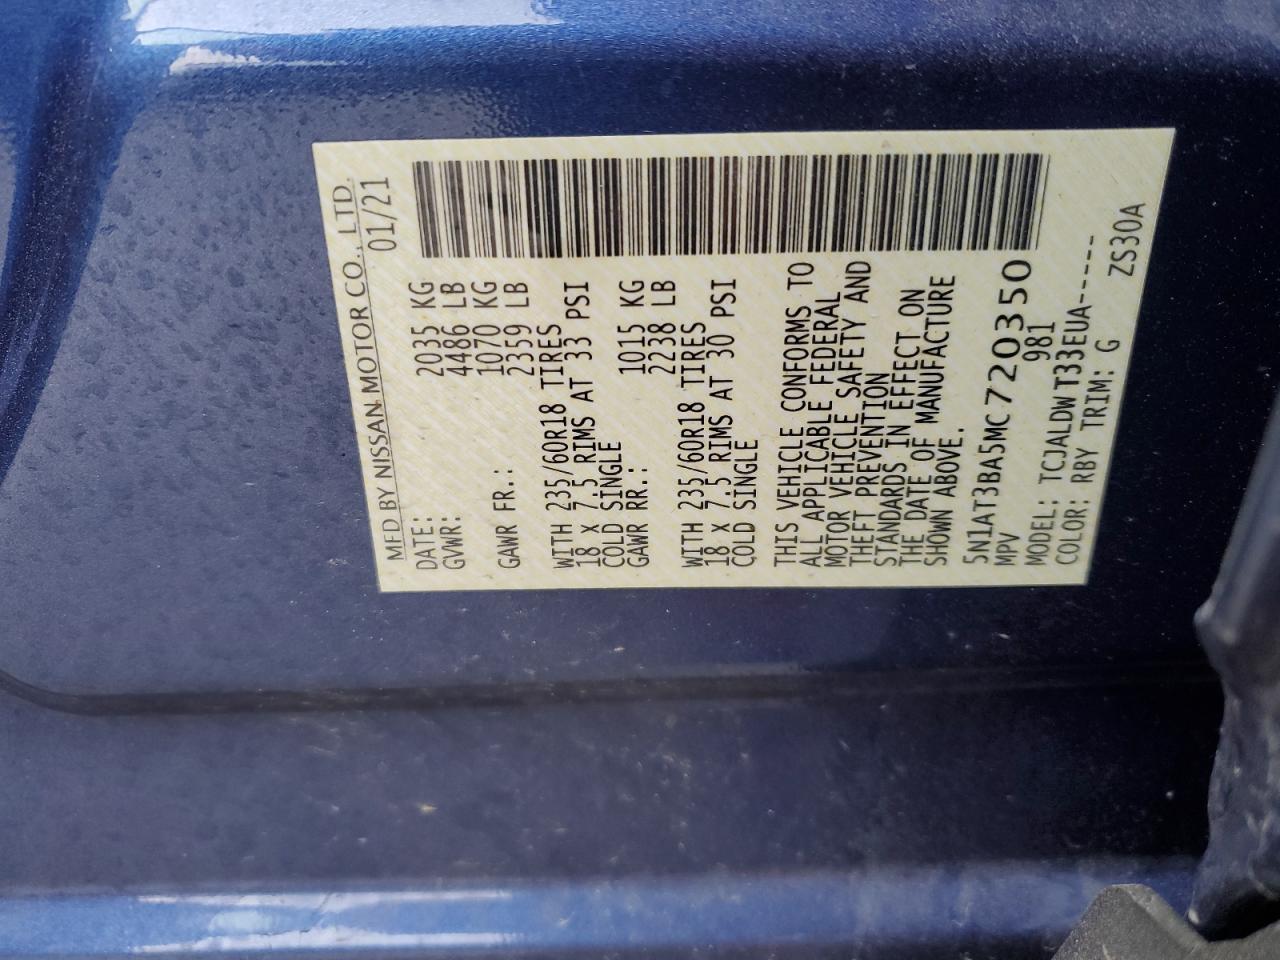 MFD BY NISSAN MOTOR CO., LTD.
DATE: 01/21
GVWR: 2035 KG
4486 LB
GAWR FR.: 1070 KG
2359 LB
WITH 235/60R18 TIRES
18 X 7.5 RIMS AT 33 PSI
COLD SINGLE
GAWR RR.: 1015 KG
2238 LB
WITH 235/60R18 TIRES
18 X 7.5 RIMS AT 30 PSI
COLD SINGLE
THIS VEHICLE CONFORMS TO
ALL APPLICABLE FEDERAL
MOTOR VEHICLE SAFETY AND
THEFT PREVENTION
STANDARDS IN EFFECT ON
THE DATE OF MANUFACTURE
SHOWN ABOVE.
5N1AT3BA5MC720350
MPV 981
MODEL: TCJALDWT33EUA-----
COLOR: RBY TRIM: G ZS30A